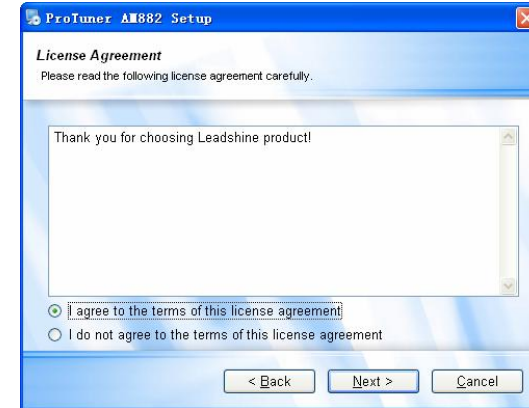 ProTuner AM882 Setup
License Agreement
Please read the following license agreement carefully.
Thank you for choosing Leadshine product!
I agree to the terms of this license agreement
I do not agree to the terms of this license agreement
< Back Next > Cancel